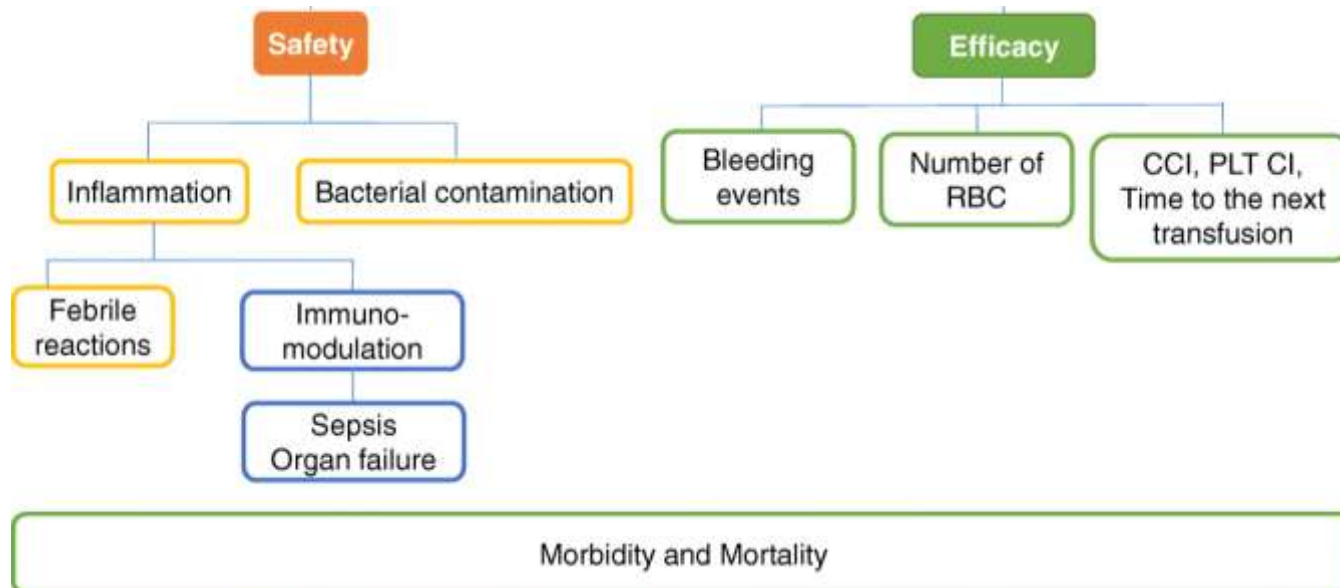 Safety
Efficacy
Inflammation
Bacterial contamination
Bleeding
events
Number of
RBC
CCI, PLT CI,
Time to the next
transfusion
Febrile
reactions
Immuno-
modulation
Sepsis
Organ failure
Morbidity and Mortality